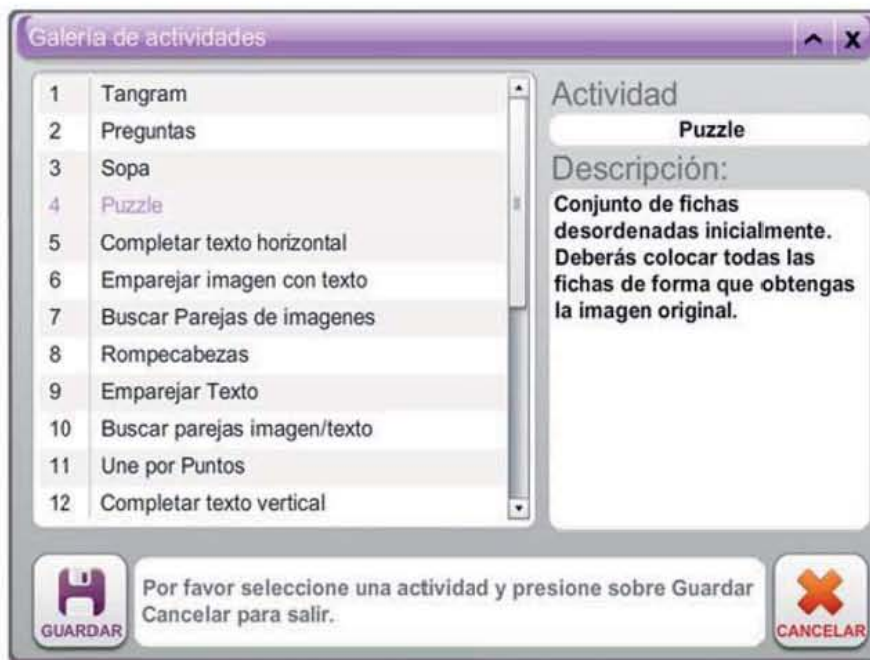 Galería de actividades
1 Tangram
2 Preguntas
3 Sopa
4 Puzzle
5 Completar texto horizontal
6 Emparejar imagen con texto
7 Buscar Parejas de imagenes
8 Rompecabezas
9 Emparejar Texto
10 Buscar parejas imagen/texto
11 Une por Puntos
12 Completar texto vertical
Actividad
Puzzle
Descripción:
Conjunto de fichas
desordenadas inicialmente.
Deberás colocar todas las
fichas de forma que obtengas
la imagen original.
GUARDAR
Por favor seleccione una actividad y presione sobre Guardar
Cancelar para salir.
CANCELAR